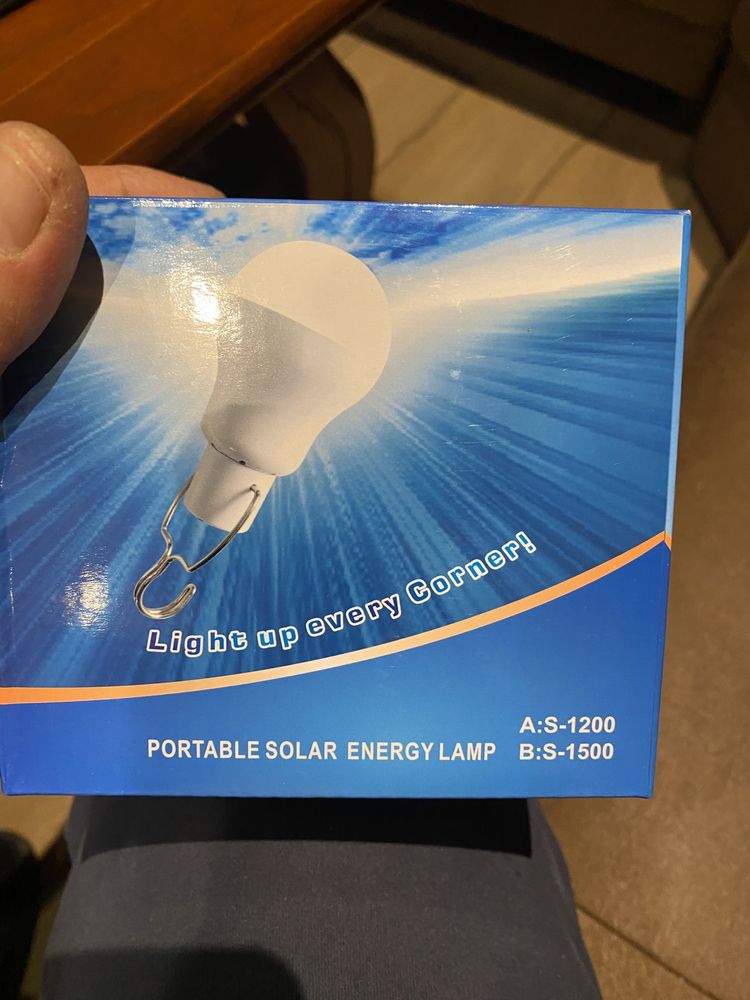 Light up every Corner!
PORTABLE SOLAR ENERGY LAMP
A:S-1200
B:S-1500